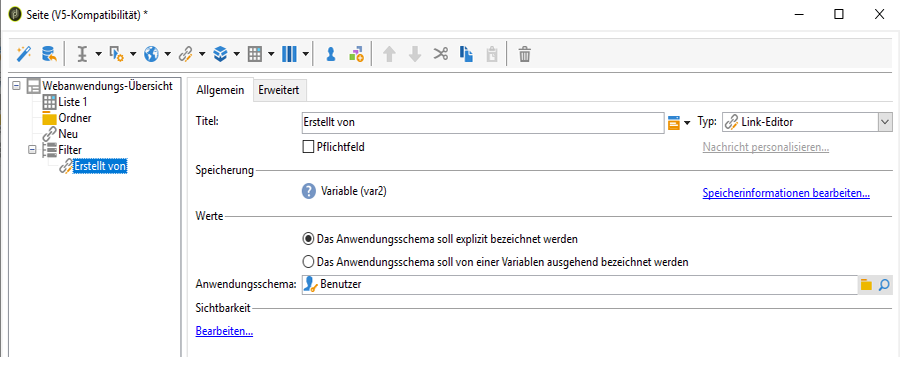 Seite (V5-Kompatibilität) *
Webanwendungs-Übersicht
Liste 1
Ordner
Neu
Filter
Erstellt von
Allgemein Erweitert
Titel: Erstellt von Typ: Link-Editor
Pflichtfeld Nachricht personalisieren...
Speicherung
Variable (var2) Speicherinformationen bearbeiten...
Werte
Das Anwendungsschema soll explizit bezeichnet werden
Das Anwendungsschema soll von einer Variablen ausgehend bezeichnet werden
Anwendungsschema: Benutzer
Sichtbarkeit
Bearbeiten...